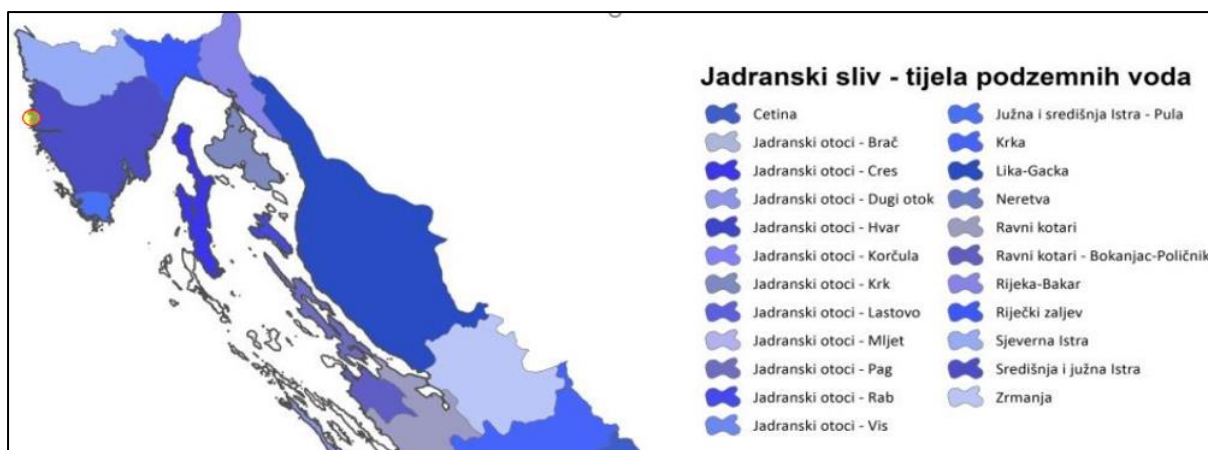 Jadranski sliv - tijela podzemnih voda
Cetina
Jadranski otoci - Brač
Jadranski otoci - Cres
Jadranski otoci - Dugi otok
Jadranski otoci - Hvar
Jadranski otoci - Korčula
Jadranski otoci - Krk
Jadranski otoci - Lastovo
Jadranski otoci - Mljet
Jadranski otoci - Pag
Jadranski otoci - Rab
Jadranski otoci - Vis
Južna i središnja Istra - Pula
Krka
Lika-Gacka
Neretva
Ravni kotari
Ravni kotari - Bokanjac-Poličnik
Rijeka-Bakar
Riječki zaljev
Sjeverna Istra
Središnja i južna Istra
Zrmanja